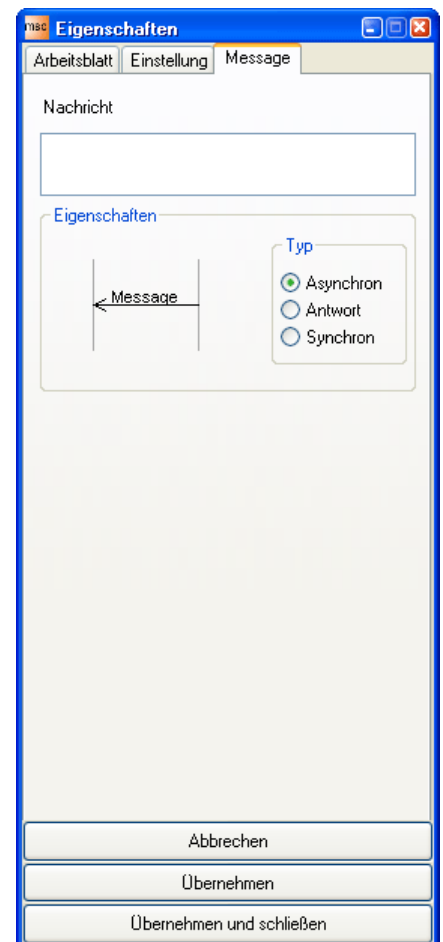 msc Eigenschaften
Arbeitsblatt Einstellung Message
Nachricht
Eigenschaften
Typ
Message
Asynchron
Antwort
Synchron
Abbrechen
Übernehmen
Übernehmen und schließen